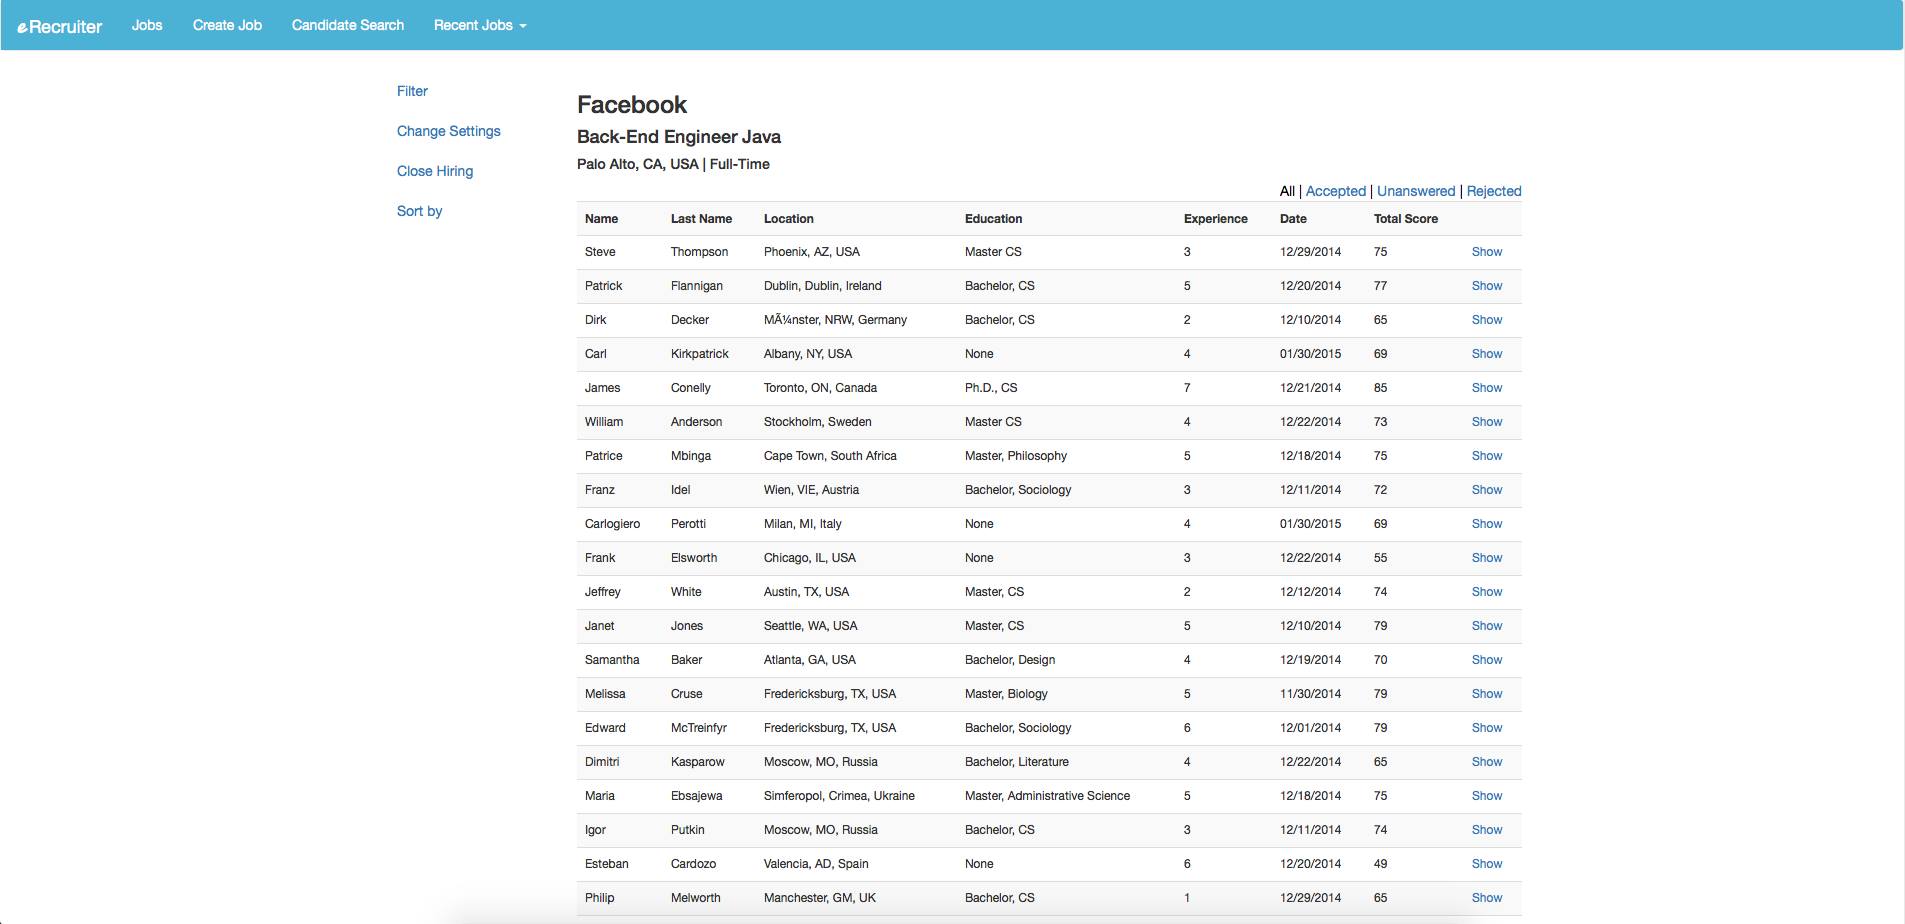 eRecruiter Jobs Create Job Candidate Search Recent Jobs
Filter
Change Settings
Close Hiring
Sort by
Facebook
Back-End Engineer Java
Palo Alto, CA, USA | Full-Time
All | Accepted | Unanswered | Rejected
Name Last Name Location Education Experience Date Total Score
Steve Thompson Phoenix, AZ, USA Master CS 3 12/29/2014 75 Show
Patrick Flannigan Dublin, Dublin, Ireland Bachelor, CS 5 12/20/2014 77 Show
Dirk Decker MÃ¼nster, NRW, Germany Bachelor, CS 2 12/10/2014 65 Show
Carl Kirkpatrick Albany, NY, USA None 4 01/30/2015 69 Show
James Conelly Toronto, ON, Canada Ph.D., CS 7 12/21/2014 85 Show
William Anderson Stockholm, Sweden Master CS 4 12/22/2014 73 Show
Patrice Mbinga Cape Town, South Africa Master, Philosophy 5 12/18/2014 75 Show
Franz Idel Wien, VIE, Austria Bachelor, Sociology 3 12/11/2014 72 Show
Carlogiero Perotti Milan, MI, Italy None 4 01/30/2015 69 Show
Frank Elsworth Chicago, IL, USA None 3 12/22/2014 55 Show
Jeffrey White Austin, TX, USA Master, CS 2 12/12/2014 74 Show
Janet Jones Seattle, WA, USA Master, CS 5 12/10/2014 79 Show
Samantha Baker Atlanta, GA, USA Bachelor, Design 4 12/19/2014 70 Show
Melissa Cruse Fredericksburg, TX, USA Master, Biology 5 11/30/2014 79 Show
Edward McTreinfyr Fredericksburg, TX, USA Bachelor, Sociology 6 12/01/2014 79 Show
Dimitri Kasparow Moscow, MO, Russia Bachelor, Literature 4 12/22/2014 65 Show
Maria Ebsajewa Simferopol, Crimea, Ukraine Master, Administrative Science 5 12/18/2014 75 Show
Igor Putkin Moscow, MO, Russia Bachelor, CS 3 12/11/2014 74 Show
Esteban Cardozo Valencia, AD, Spain None 6 12/20/2014 49 Show
Philip Melworth Manchester, GM, UK Bachelor, CS 1 12/29/2014 65 Show